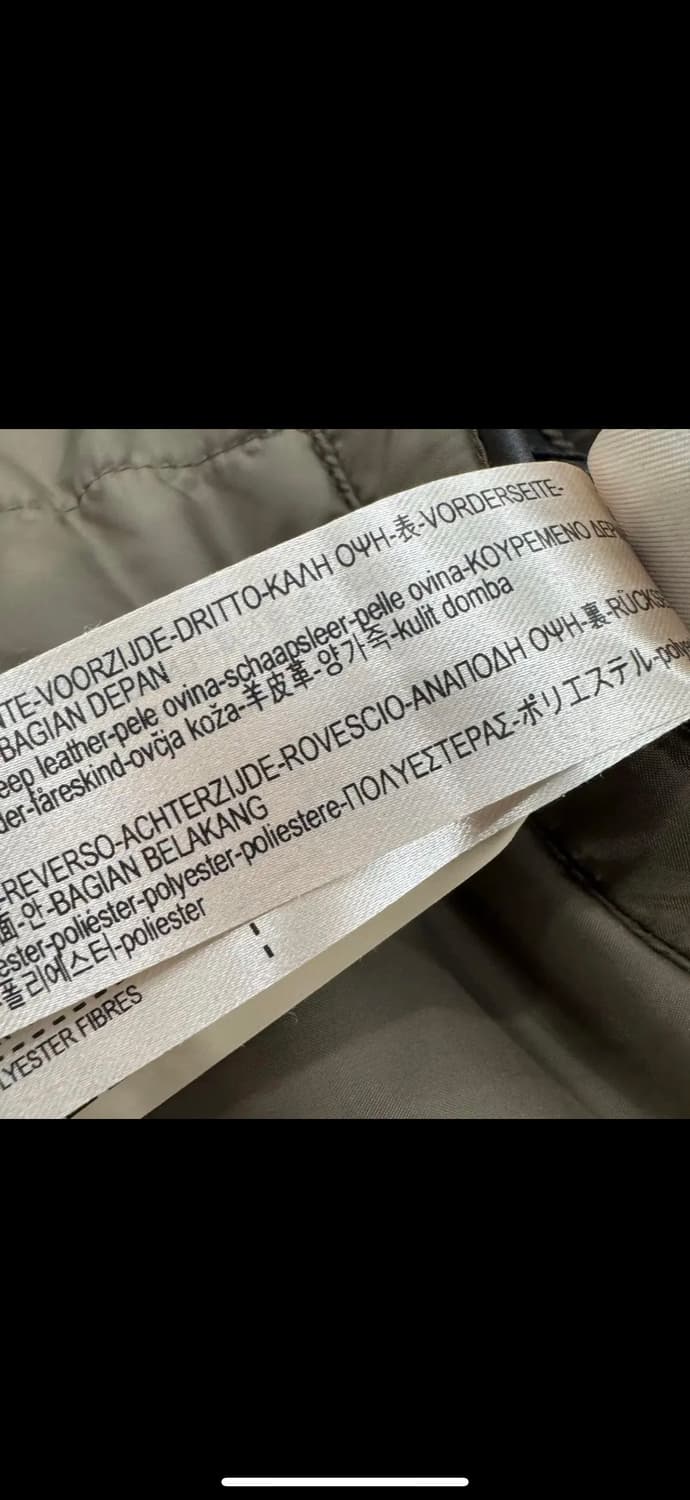 NTE-VOORZIJDE-DRITTO-ΚΑΛΗ ΟΨΗ-表-VORDERSEITE-
-BAGIAN DEPAN
eep leather-pele ovina-schaapsleer-pelle ovina-ΚΟΥΡΕΜΕΝΟ ΔΕΡ
der-fåreskind-ovčja koža-羊皮革-양가죽-kulit domba
-REVERSO-ACHTERZIJDE-ROVESCIO-ΑΝΑΠΟΔΗ ΟΨΗ-裏-RÜCKSE
面-안-BAGIAN BELAKANG
ester-poliéster-polyester-poliestere-ΠΟΛΥΕΣΤΕΡΑΣ-ポリエステル-polye
-폴리에스터-poliester
LYESTER FIBRES